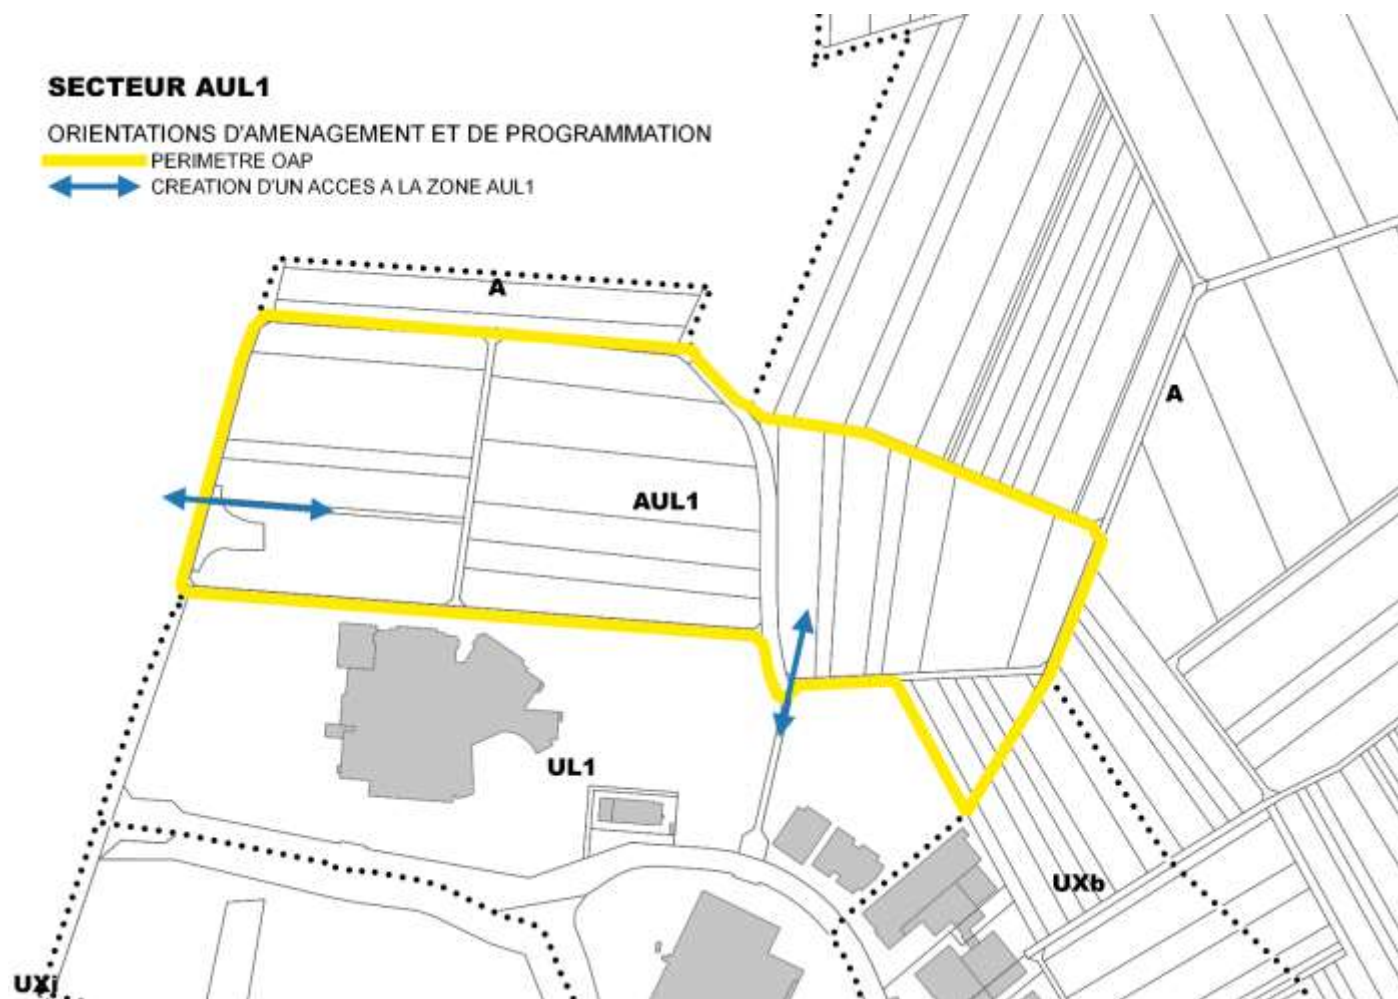 SECTEUR AUL1
ORIENTATIONS D'AMENAGEMENT ET DE PROGRAMMATION
PERIMETRE OAP
CREATION D'UN ACCES A LA ZONE AUL1
A
A
AUL1
UL1
UXb
UXj